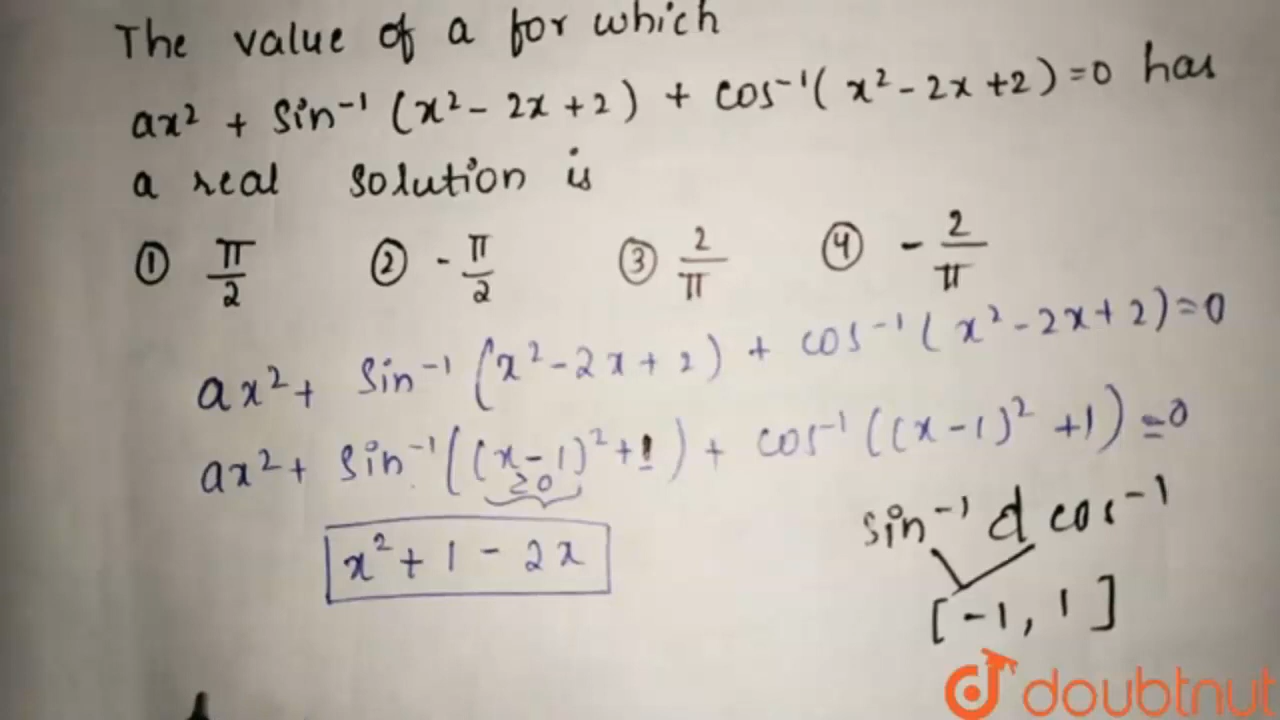 The value of a for which
ax² + sin⁻¹ (x² - 2x + 2) + cos⁻¹( x² - 2x + 2) = 0 has
a real solution is
① π/2 ② - π/2 ③ 2/π ④ - 2/π
ax² + sin⁻¹ (x² - 2x + 2) + cos⁻¹ ( x² - 2x + 2) = 0
ax² + sin⁻¹ ((x - 1)² + 1) + cos⁻¹ ((x - 1)² + 1) = 0
≥0
x² + 1 - 2x
sin⁻¹ d cos⁻¹
[-1, 1]
doubtnut